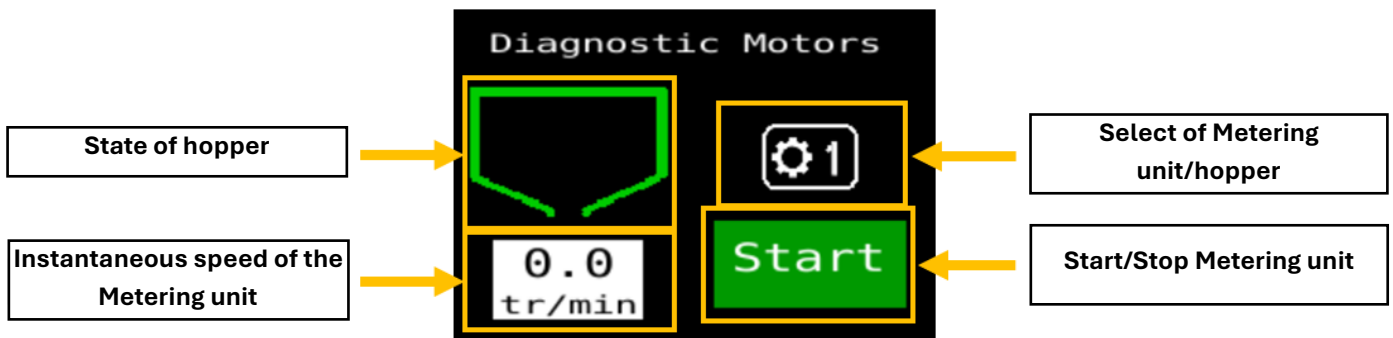 Diagnostic Motors
State of hopper
1
Select of Metering
unit/hopper
Instantaneous speed of the
Metering unit
0.0
tr/min
Start
Start/Stop Metering unit